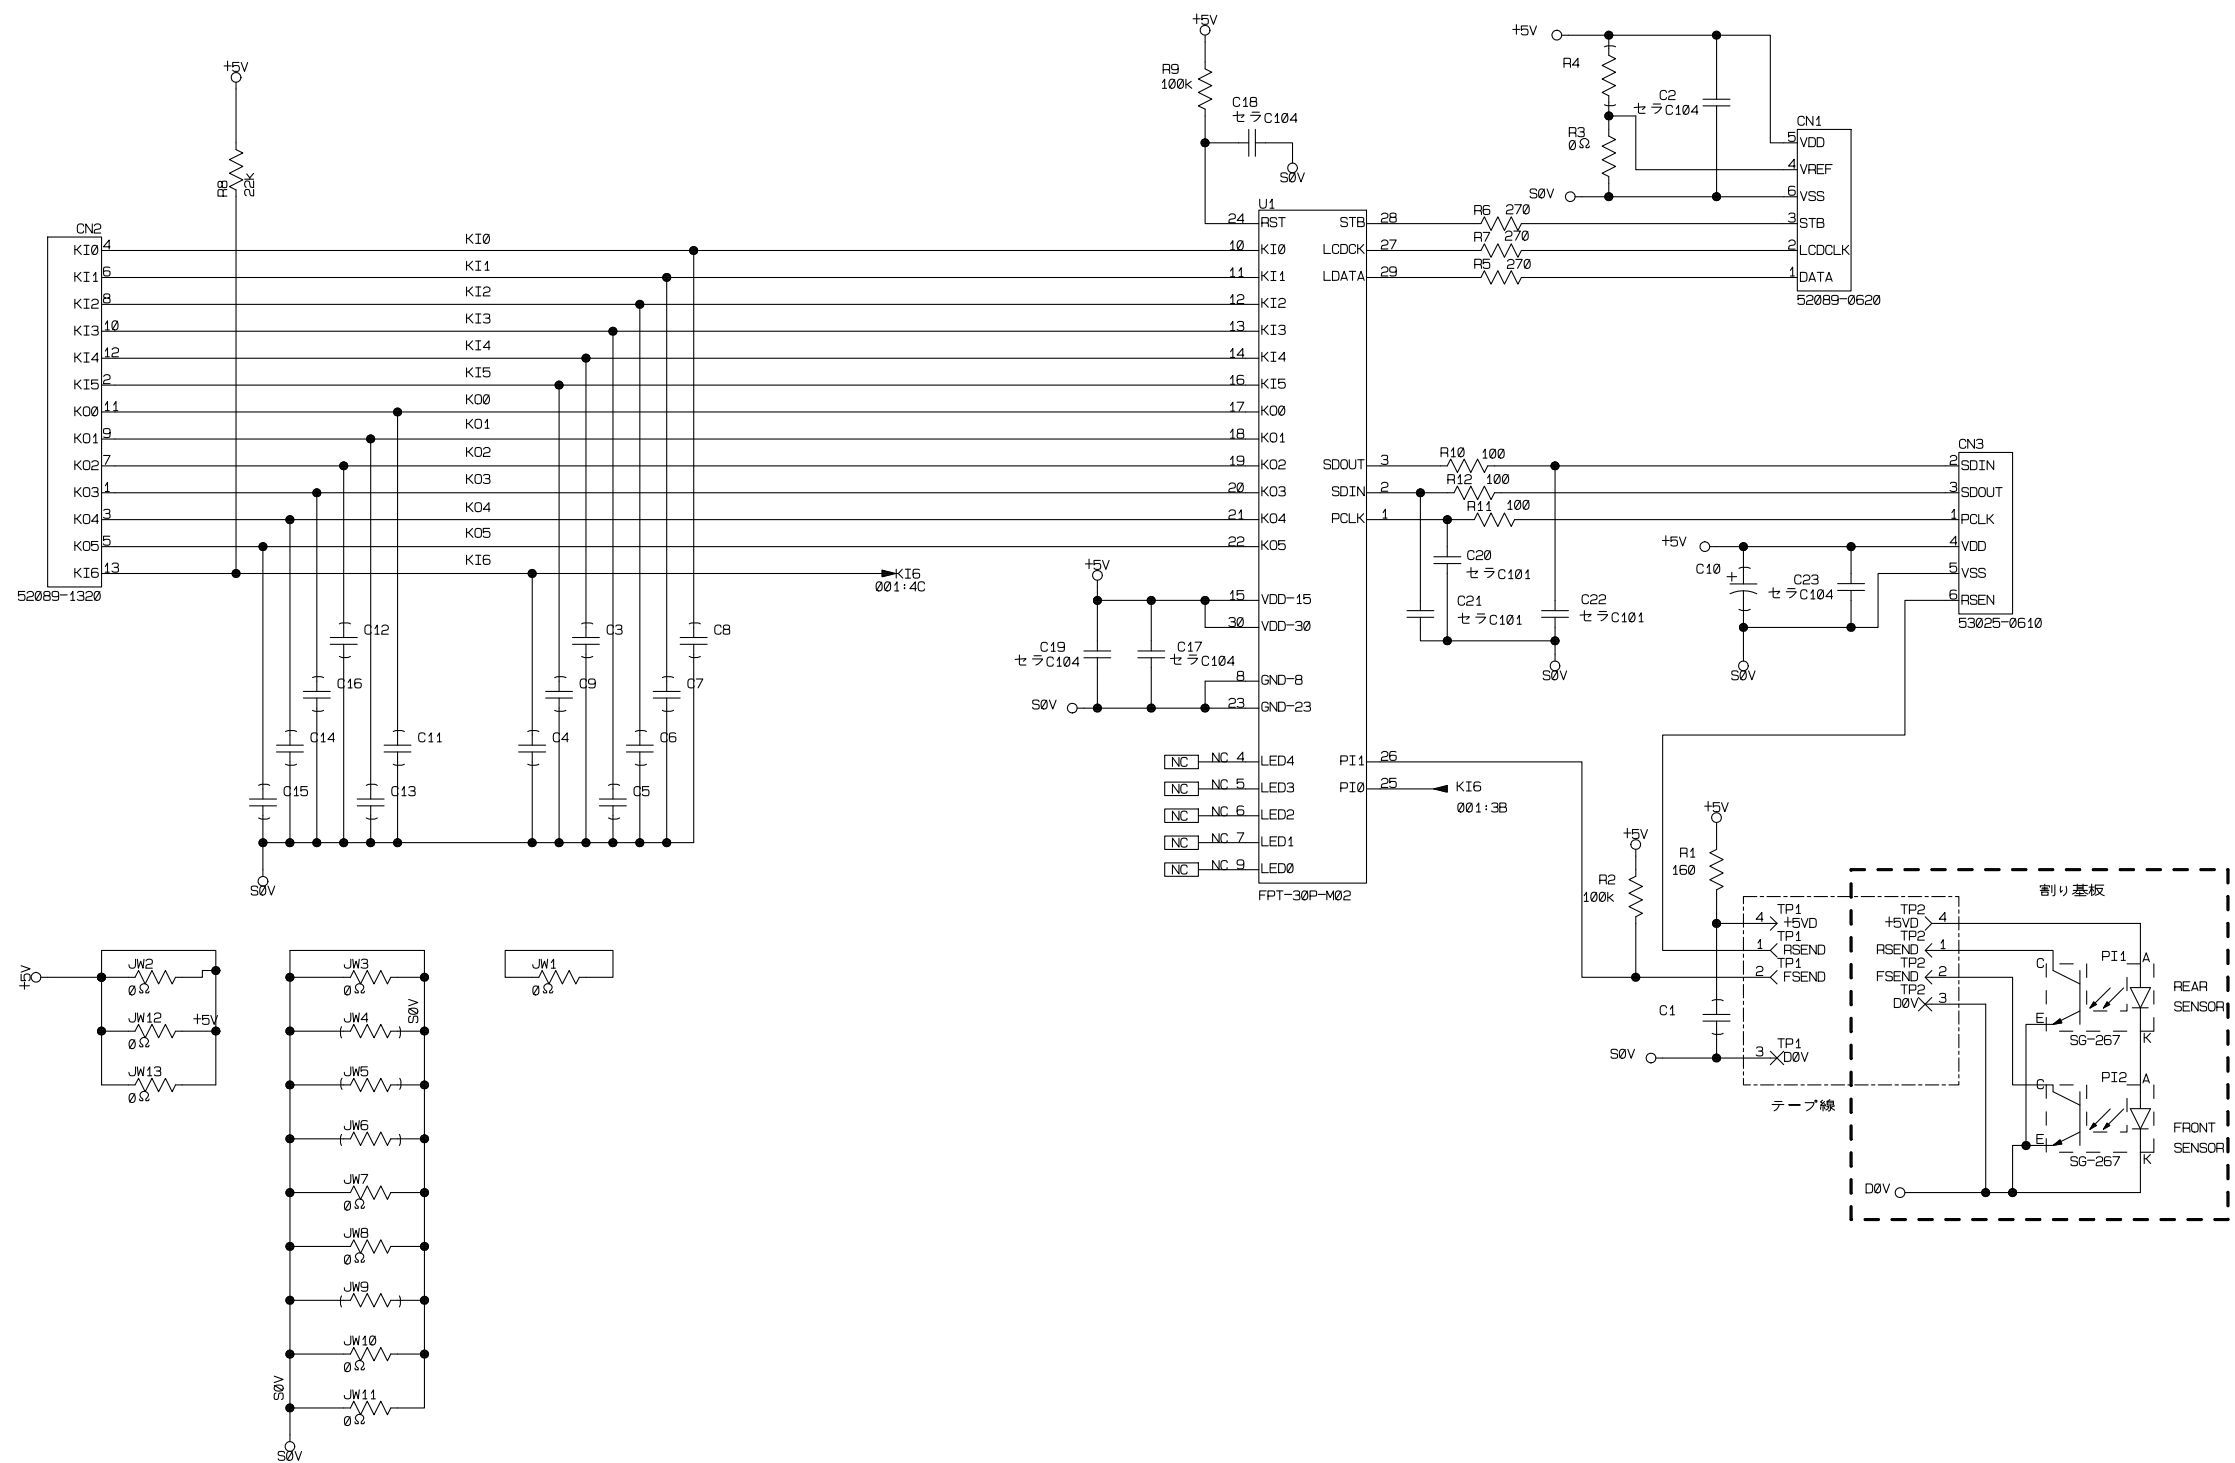 +5V
R8
22K
CN2
KI0 4
KI1 6
KI2 8
KI3 10
KI4 12
KI5 2
KO0 11
KO1 9
KO2 7
KO3 1
KO4 3
KO5 5
KI6 13
52089-1320
KI0
KI1
KI2
KI3
KI4
KI5
KO0
KO1
KO2
KO3
KO4
KO5
KI6
KI6
001:4C
C12
C3
C8
C16
C9
C7
C14
C11
C4
C6
C15
C13
C5
S0V
+5V
R9
100k
C18
セラC104
S0V
U1
24 RST
10 KI0
11 KI1
12 KI2
13 KI3
14 KI4
16 KI5
17 KO0
18 KO1
19 KO2
20 KO3
21 KO4
22 KO5
15 VDD-15
30 VDD-30
8 GND-8
23 GND-23
NC NC 4 LED4
NC NC 5 LED3
NC NC 6 LED2
NC NC 7 LED1
NC NC 9 LED0
STB 28
LCDCK 27
LDATA 29
SDOUT 3
SDIN 2
PCLK 1
PI1 26
PI0 25
FPT-30P-M02
+5V
C19
セラC104
C17
セラC104
S0V
KI6
001:3B
+5V
R4
R3
0Ω
C2
セラC104
S0V
R6 270
R7 270
R5 270
CN1
5 VDD
4 VREF
6 VSS
3 STB
2 LCDCLK
1 DATA
52089-0620
R10 100
R12 100
R11 100
C20
セラC101
C21
セラC101
C22
セラC101
S0V
+5V
C10
+
C23
セラC104
S0V
CN3
2 SDIN
3 SDOUT
1 PCLK
4 VDD
5 VSS
6 RSEN
53025-0610
+5V
R2
100k
+5V
R1
160
C1
S0V
TP1
4 +5VD
TP1
1 RSEND
TP1
2 FSEND
TP1
3 D0V
テープ線
割り基板
TP2
+5VD 4
TP2
RSEND 1
TP2
FSEND 2
TP2
D0V 3
PI1
C
E
A
K
SG-267
REAR
SENSOR
PI2
C
E
A
K
SG-267
FRONT
SENSOR
D0V
+5V
JW2
0Ω
JW12
0Ω
+5V
JW13
0Ω
JW3
0Ω
S0V
JW4
JW5
JW6
JW7
0Ω
JW8
0Ω
JW9
JW10
0Ω
S0V
JW11
0Ω
S0V
JW1
0Ω